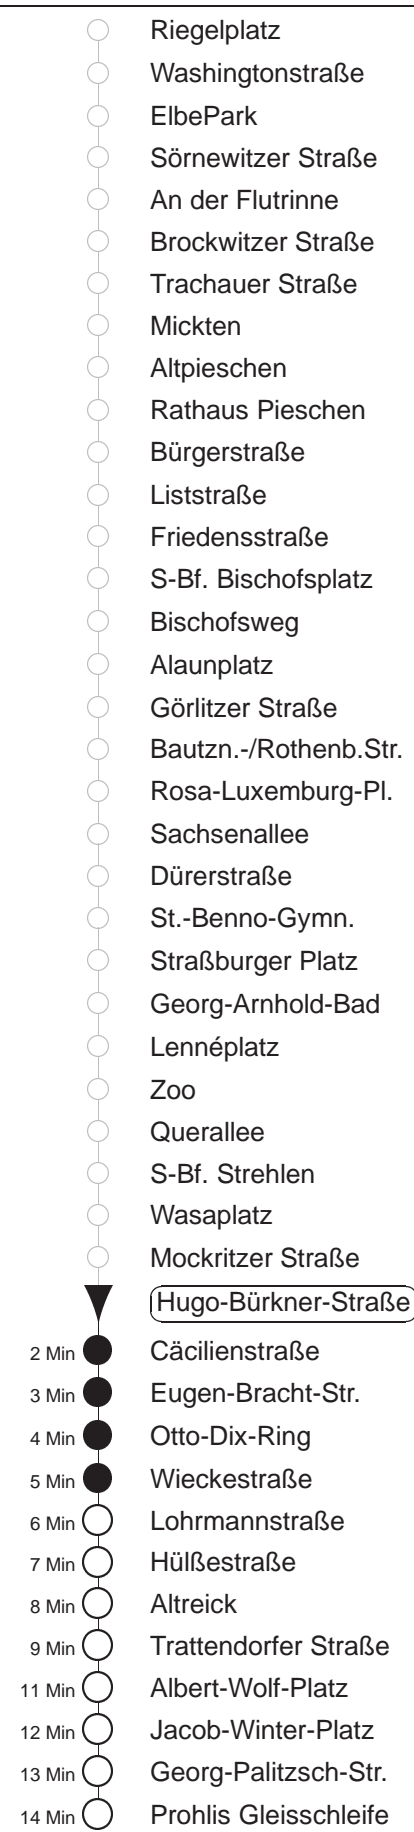 Riegelplatz
Washingtonstraße
ElbePark
Sörnewitzer Straße
An der Flutrinne
Brockwitzer Straße
Trachauer Straße
Mickten
Altpieschen
Rathaus Pieschen
Bürgerstraße
Liststraße
Friedensstraße
S-Bf. Bischofsplatz
Bischofsweg
Alaunplatz
Görlitzer Straße
Bautzn.-/Rothenb.Str.
Rosa-Luxemburg-Pl.
Sachsenallee
Dürerstraße
St.-Benno-Gymn.
Straßburger Platz
Georg-Arnhold-Bad
Lennéplatz
Zoo
Querallee
S-Bf. Strehlen
Wasaplatz
Mockritzer Straße
Hugo-Bürkner-Straße
2 Min Cäcilienstraße
3 Min Eugen-Bracht-Str.
4 Min Otto-Dix-Ring
5 Min Wieckestraße
6 Min Lohrmannstraße
7 Min Hülßestraße
8 Min Altreick
9 Min Trattendorfer Straße
11 Min Albert-Wolf-Platz
12 Min Jacob-Winter-Platz
13 Min Georg-Palitzsch-Str.
14 Min Prohlis Gleisschleife